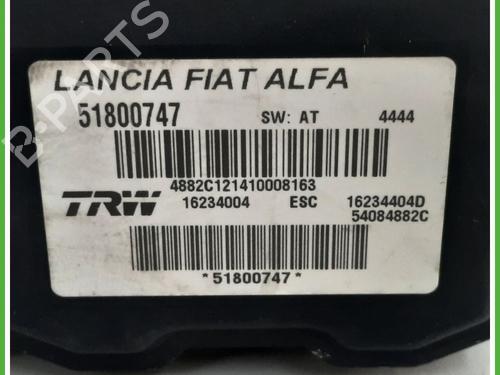 LANCIA FIAT ALFA
51800747 SW: AT 4444
4882C121410008163
TRW 16234004 ESC 16234404D
54084882C
*51800747*
B-PARTS